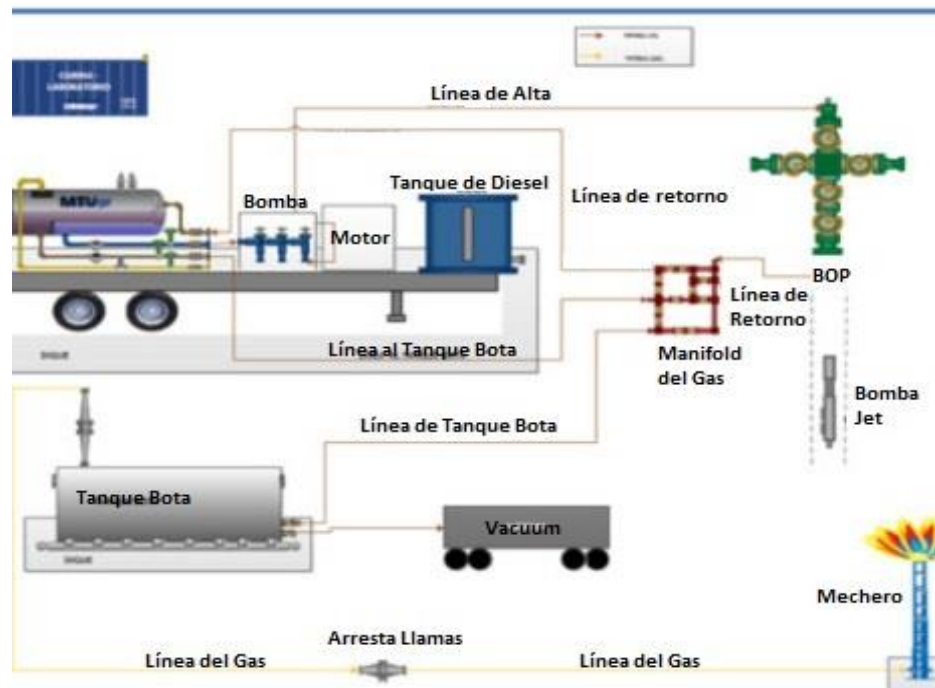 Línea de Alta
Tanque de Diesel
Bomba
Línea de retorno
MTU
Motor
BOP
Línea de
Retorno
Línea al Tanque Bota
Manifold
del Gas
DIQUE
Bomba
Jet
Línea de Tanque Bota
Tanque Bota
Vacuum
DIQUE
Mechero
Arresta Llamas
Línea del Gas
Línea del Gas